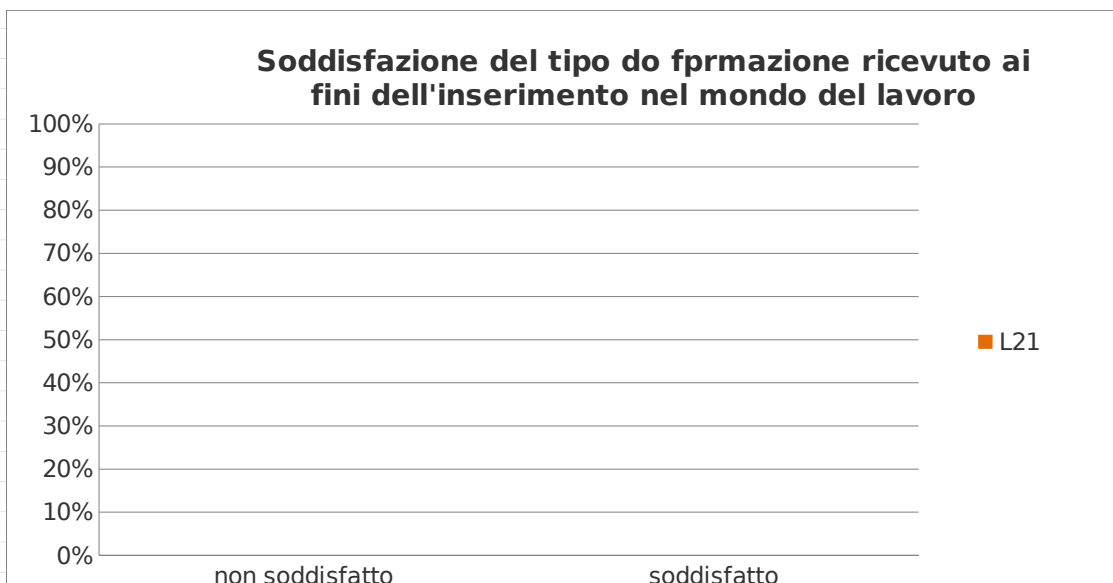 Soddisfazione del tipo do fprmazione ricevuto ai
fini dell'inserimento nel mondo del lavoro
100%
90%
80%
70%
60%
50%
40%
30%
20%
10%
0%
non soddisfatto
soddisfatto
L21